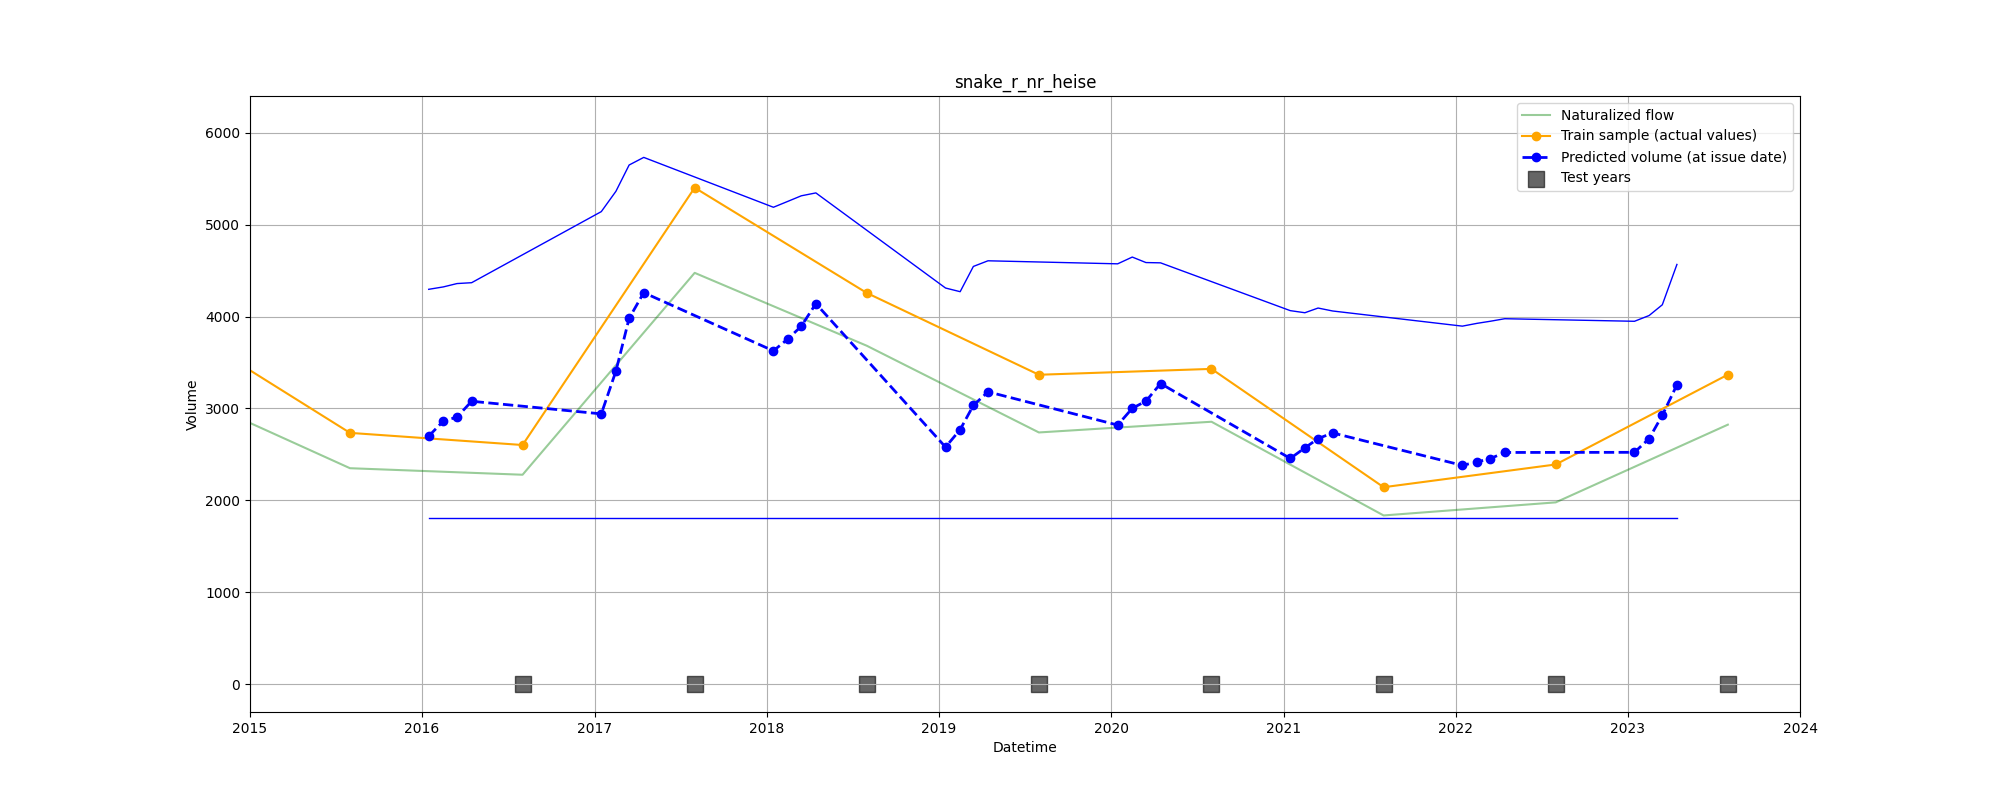 snake_r_nr_heise
Naturalized flow
Train sample (actual values)
Predicted volume (at issue date)
Test years
6000
5000
4000
3000
2000
1000
0
Volume
2015 2016 2017 2018 2019 2020 2021 2022 2023 2024
Datetime